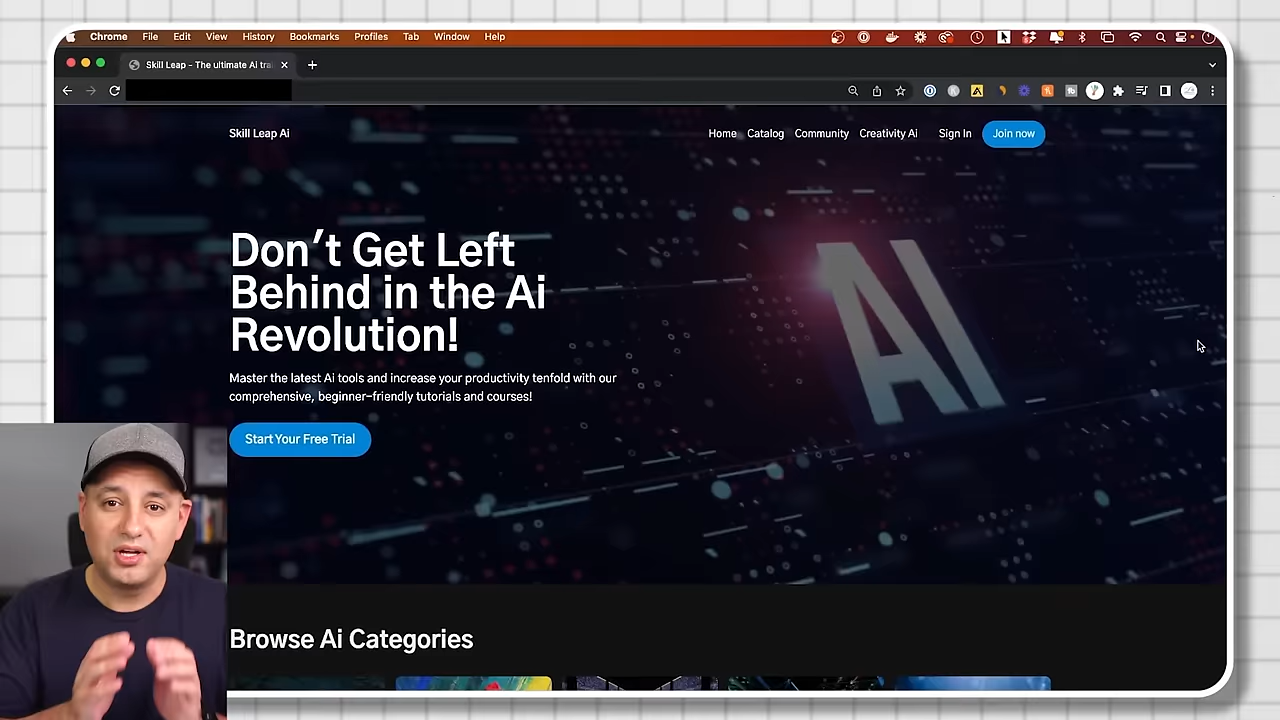 Chrome File Edit View History Bookmarks Profiles Tab Window Help
Skill Leap - The ultimate AI trai
Skill Leap Ai
Home Catalog Community Creativity Ai Sign In Join now
Don't Get Left
Behind in the Ai
Revolution!
Master the latest Ai tools and increase your productivity tenfold with our
comprehensive, beginner-friendly tutorials and courses!
Start Your Free Trial
AI
Browse Ai Categories